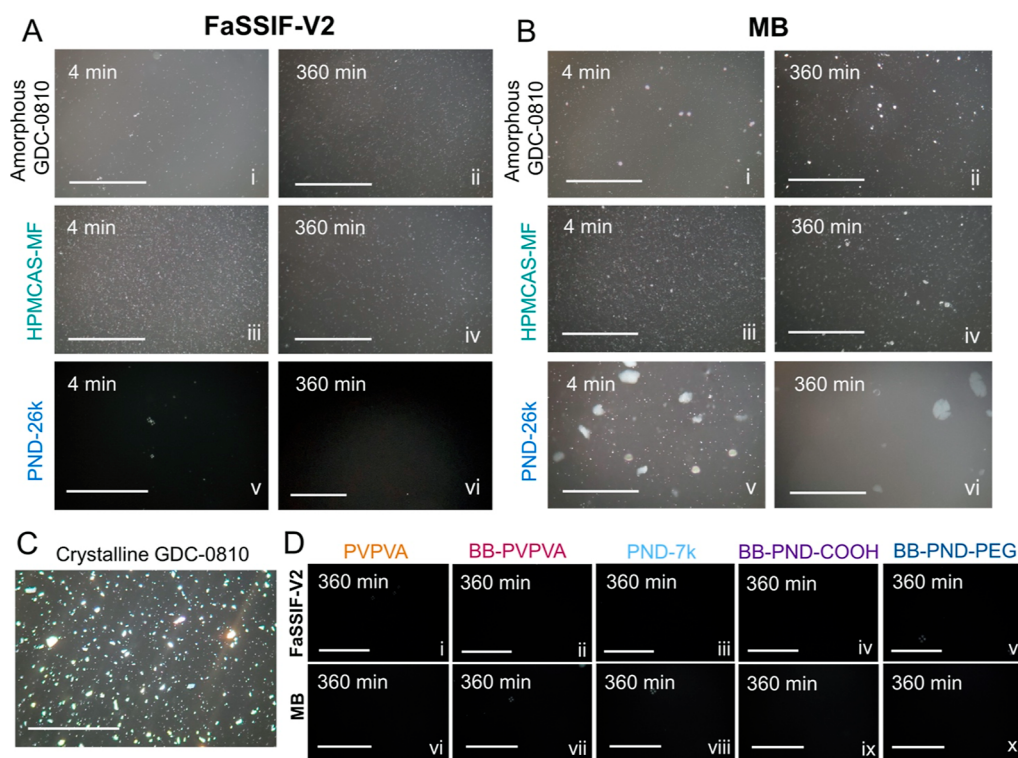 A
FaSSIF-V2
B
MB
Amorphous
GDC-0810
4 min
i
360 min
ii
Amorphous
GDC-0810
4 min
i
360 min
ii
HPMCAS-MF
4 min
iii
360 min
iv
HPMCAS-MF
4 min
iii
360 min
iv
PND-26k
4 min
v
360 min
vi
PND-26k
4 min
v
360 min
vi
C
Crystalline GDC-0810
D
PVPVA
BB-PVPVA
PND-7k
BB-PND-COOH
BB-PND-PEG
FaSSIF-V2
360 min
i
360 min
ii
360 min
iii
360 min
iv
360 min
v
MB
360 min
vi
360 min
vii
360 min
viii
360 min
ix
360 min
x